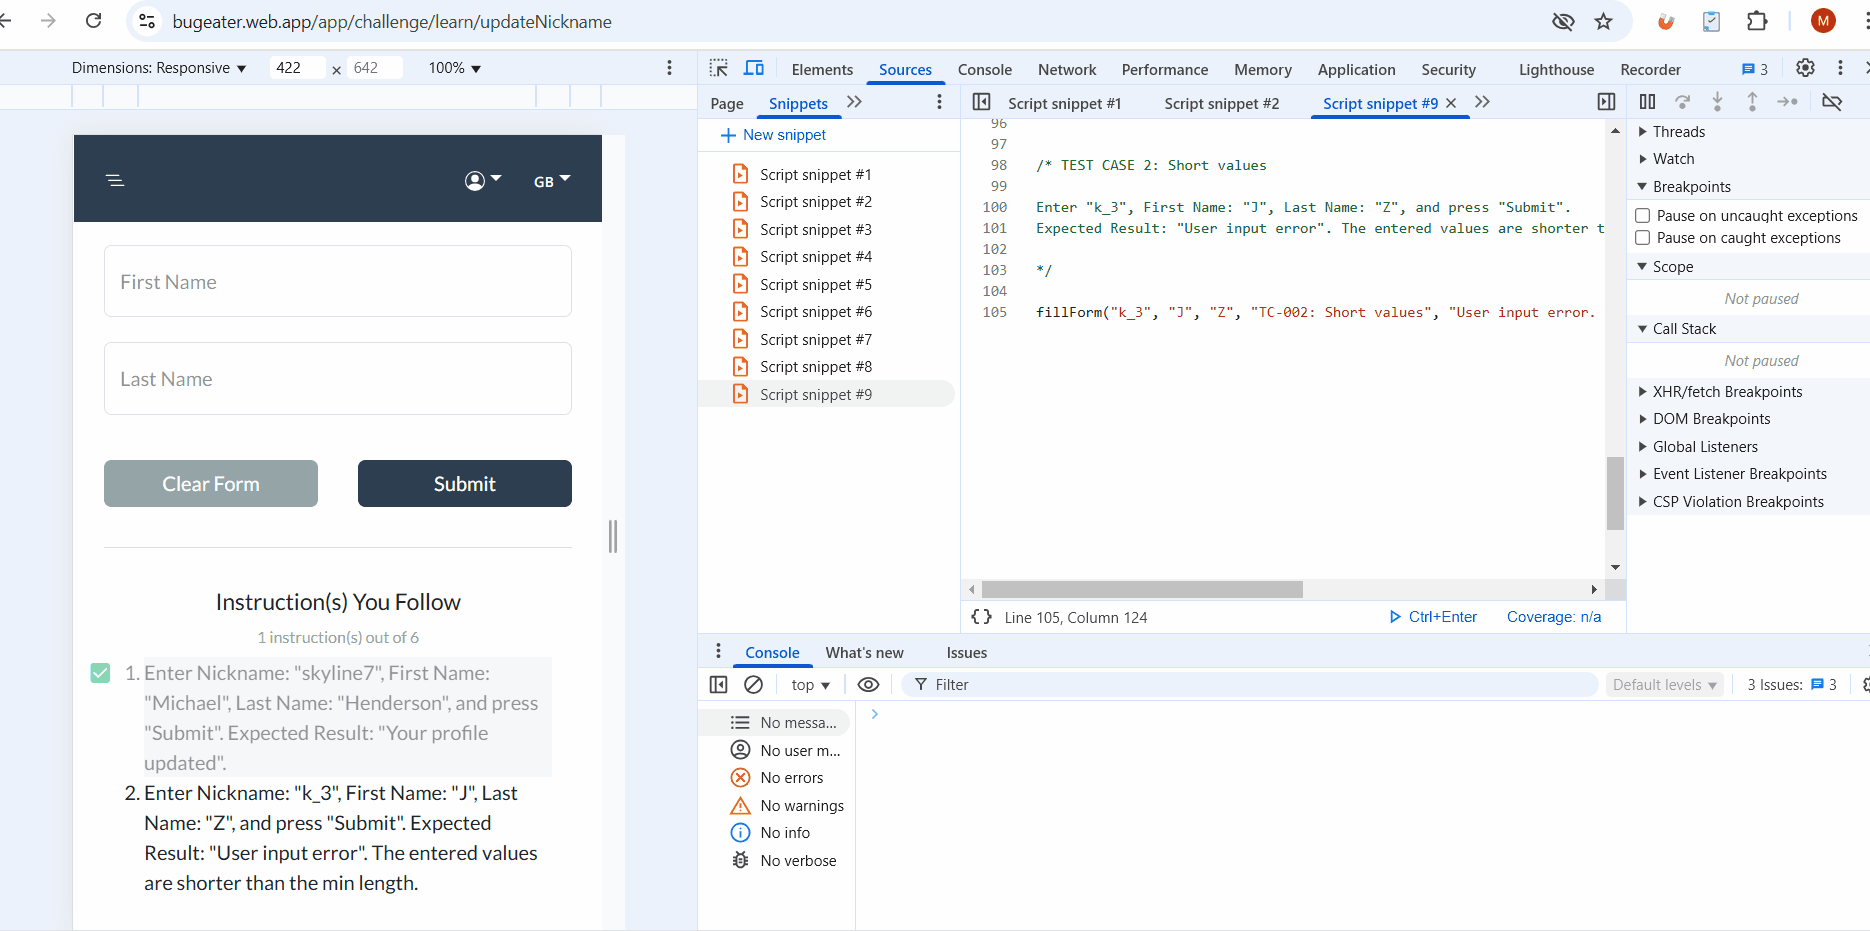 bugeater.web.app/app/challenge/learn/updateNickname
M
Dimensions: Responsive
422 × 642
100%
Elements Sources Console Network Performance Memory Application Security Lighthouse Recorder 3
Page Snippets
Script snippet #1 Script snippet #2 Script snippet #9
New snippet
Script snippet #1
Script snippet #2
Script snippet #3
Script snippet #4
Script snippet #5
Script snippet #6
Script snippet #7
Script snippet #8
Script snippet #9
96
97
98 /* TEST CASE 2: Short values
99
100 Enter "k_3", First Name: "J", Last Name: "Z", and press "Submit".
101 Expected Result: "User input error". The entered values are shorter t
102
103 */
104
105 fillForm("k_3", "J", "Z", "TC-002: Short values", "User input error.
{} Line 105, Column 124
Ctrl+Enter
Coverage: n/a
Threads
Watch
Breakpoints
Pause on uncaught exceptions
Pause on caught exceptions
Scope
Not paused
Call Stack
Not paused
XHR/fetch Breakpoints
DOM Breakpoints
Global Listeners
Event Listener Breakpoints
CSP Violation Breakpoints
GB
First Name
Last Name
Clear Form
Submit
Instruction(s) You Follow
1 instruction(s) out of 6
1. Enter Nickname: "skyline7", First Name:
"Michael", Last Name: "Henderson", and press
"Submit". Expected Result: "Your profile
updated".
2. Enter Nickname: "k_3", First Name: "J", Last
Name: "Z", and press "Submit". Expected
Result: "User input error". The entered values
are shorter than the min length.
Console What's new Issues
top
Filter
Default levels
3 Issues: 3
No messa...
No user m...
No errors
No warnings
No info
No verbose